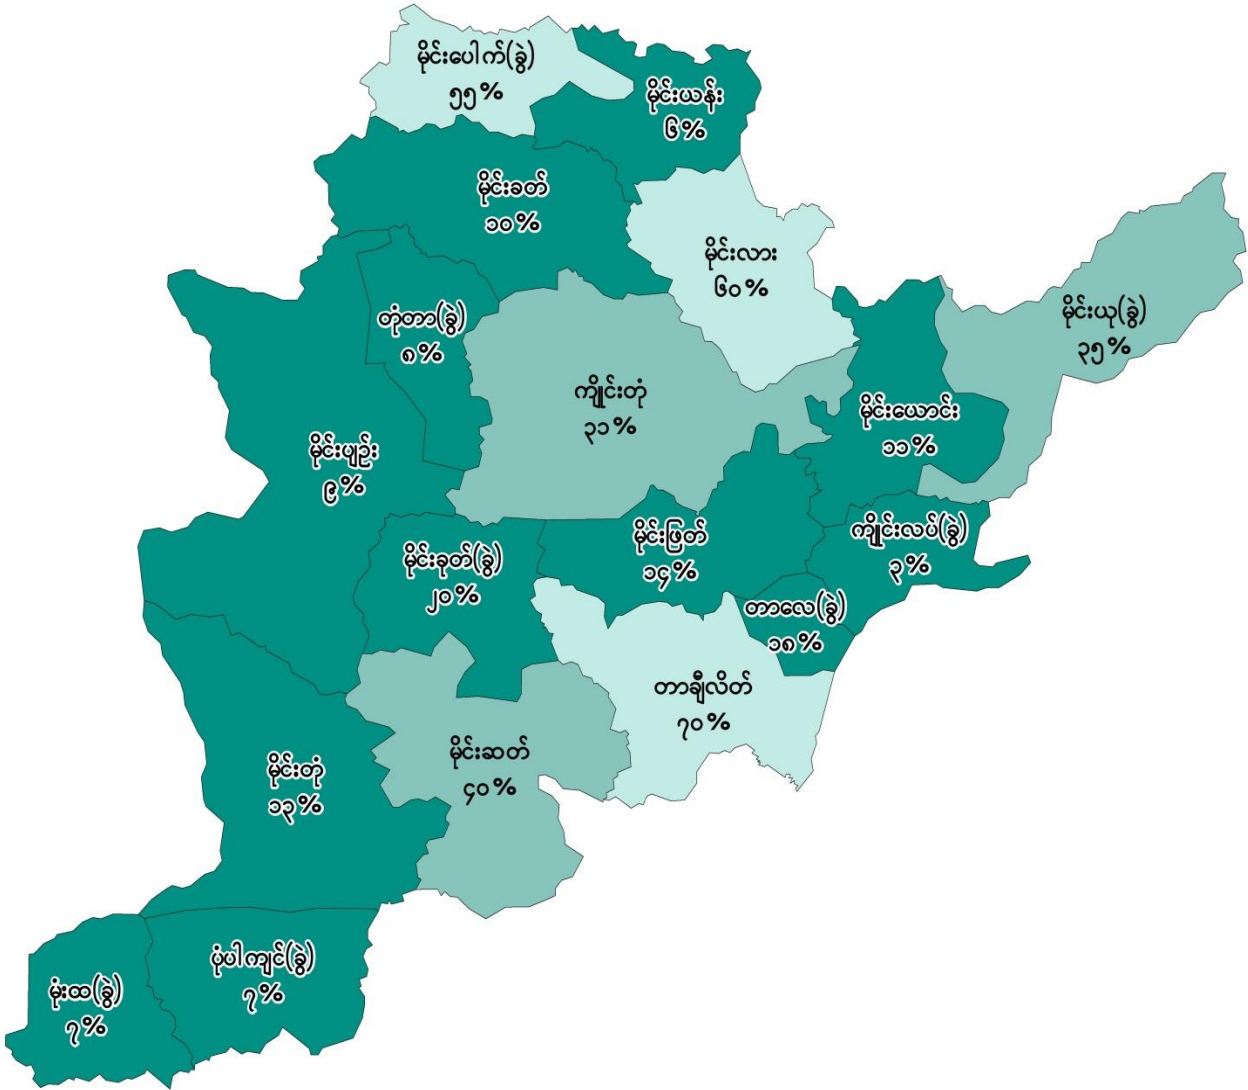 မိုင်းပေါက်(ခွဲ)
၅၅%
မိုင်းယန်း
၆%
မိုင်းခတ်
၁၀%
မိုင်းလား
၆၀%
မိုင်းယု(ခွဲ)
၃၅%
တုံတာ(ခွဲ)
၈%
ကျိုင်းတုံ
၃၁%
မိုင်းယောင်း
၁၁%
မိုင်းပျဉ်း
၉%
မိုင်းဖြတ်
၁၄%
ကျိုင်းလပ်(ခွဲ)
၃%
မိုင်းခုတ်(ခွဲ)
၂၀%
တာလေ(ခွဲ)
၁၈%
တာချီလိတ်
၇၀%
မိုင်းဆတ်
၄၀%
မိုင်းတုံ
၁၃%
ပုံပါကျင်(ခွဲ)
၇%
မုံးထ(ခွဲ)
၇%